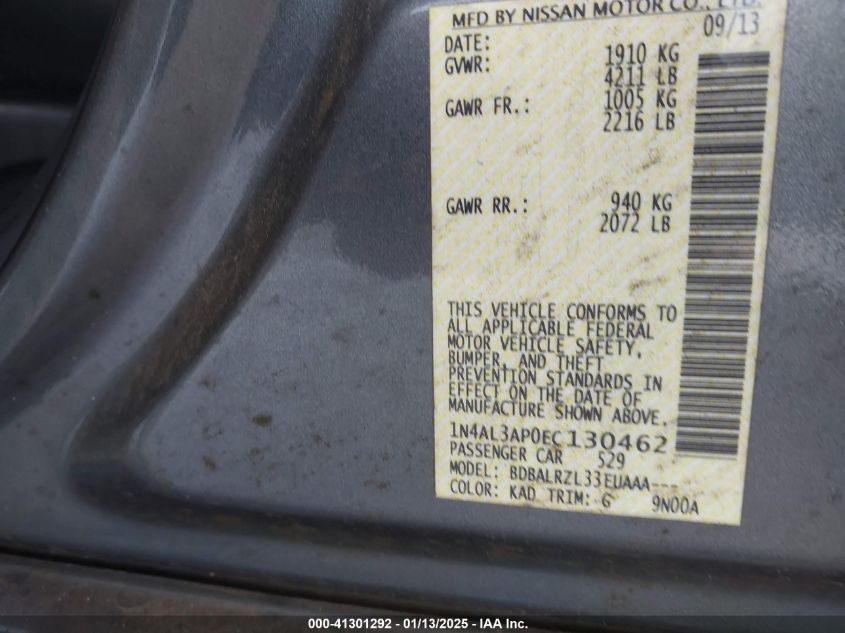 MFD BY NISSAN MOTOR CO., LTD.
DATE: 09/13
GVWR: 1910 KG
4211 LB
GAWR FR.: 1005 KG
2216 LB
GAWR RR.: 940 KG
2072 LB
THIS VEHICLE CONFORMS TO
ALL APPLICABLE FEDERAL
MOTOR VEHICLE SAFETY,
BUMPER, AND THEFT
PREVENTION STANDARDS IN
EFFECT ON THE DATE OF
MANUFACTURE SHOWN ABOVE.
1N4AL3AP0EC130462
PASSENGER CAR 529
MODEL: BDBALRZL33EUAAA---
COLOR: KAD TRIM: G 9N00A
000-41301292 - 01/13/2025 - IAA Inc.